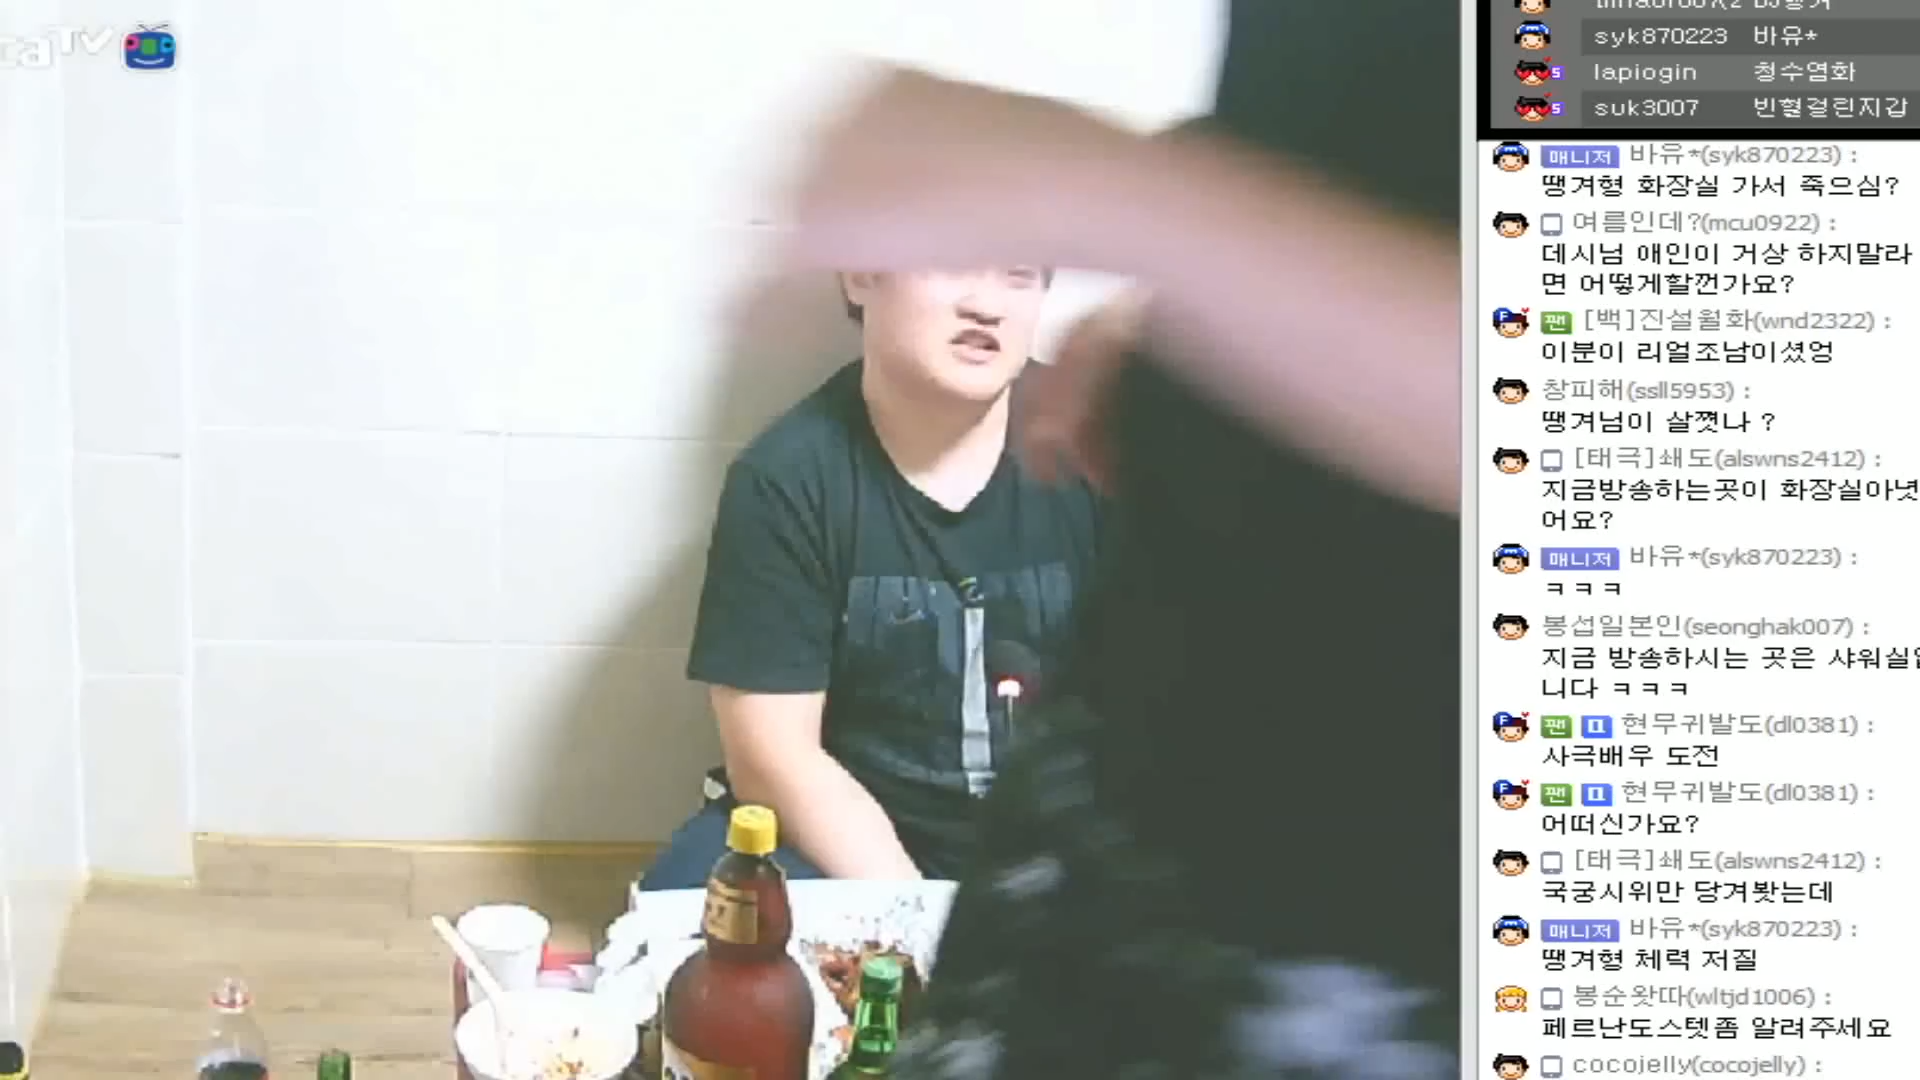 caTV
syk870223 바유*
lapiogin 청수염화
suk3007 빈혈걸린지갑
매니저 바유*(syk870223) :
땡겨형 화장실 가서 죽으심?
여름인데?(mcu0922) :
데시넘 애인이 거상 하지말라
면 어떻게할껀가요?
팬 [백]진설월화(wnd2322) :
이분이 리얼조남이셨엉
창피해(ssll5953) :
땡겨넘이 살쪗나 ?
[태극]쇄도(alswns2412) :
지금방송하는곳이 화장실아녓
어요?
매니저 바유*(syk870223) :
ㅋㅋㅋ
봉섭일본인(seonghak007) :
지금 방송하시는 곳은 샤워실입
니다 ㅋㅋㅋ
팬 현무귀발도(dl0381) :
사극배우 도전
팬 현무귀발도(dl0381) :
어떠신가요?
[태극]쇄도(alswns2412) :
국궁시위만 당겨봣는데
매니저 바유*(syk870223) :
땡겨형 체력 저질
봉순왓따(wltjd1006) :
페르난도스텟좀 알려주세요
cocojelly(cocojelly) :